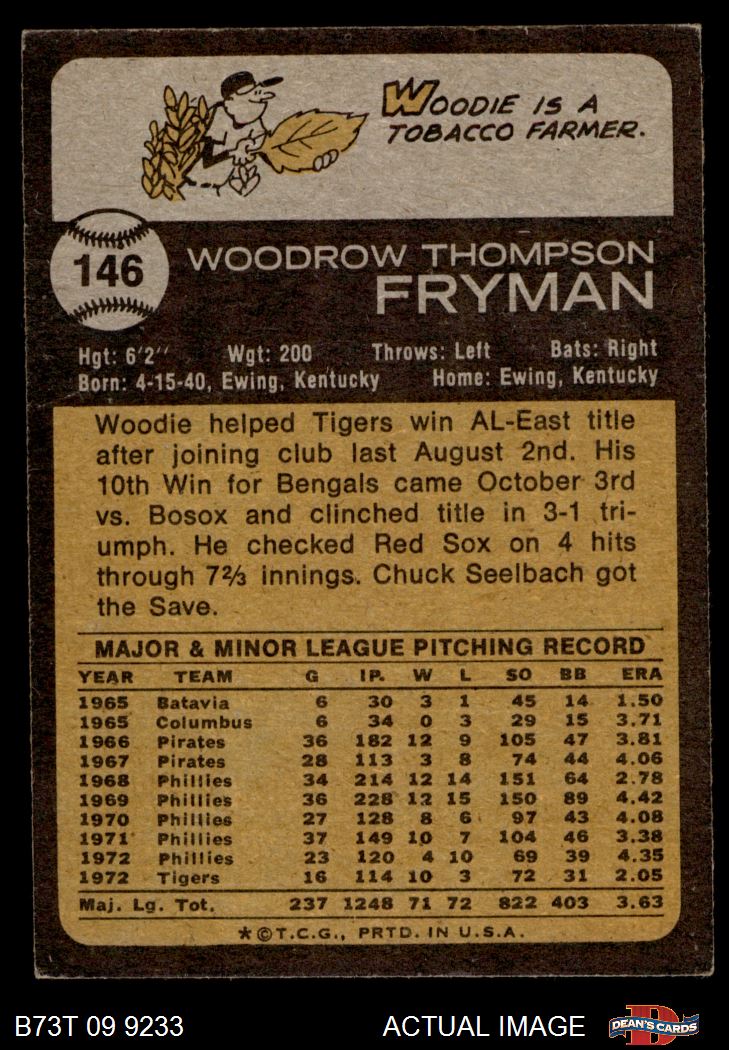 WOODIE IS A
TOBACCO FARMER.
146
WOODROW THOMPSON
FRYMAN
Hgt: 6'2" Wgt: 200 Throws: Left Bats: Right
Born: 4-15-40, Ewing, Kentucky Home: Ewing, Kentucky
Woodie helped Tigers win AL-East title
after joining club last August 2nd. His
10th Win for Bengals came October 3rd
vs. Bosox and clinched title in 3-1 tri-
umph. He checked Red Sox on 4 hits
through 7⅔ innings. Chuck Seelbach got
the Save.
MAJOR & MINOR LEAGUE PITCHING RECORD
YEAR TEAM G IP. W L SO BB ERA
1965 Batavia 6 30 3 1 45 14 1.50
1965 Columbus 6 34 0 3 29 15 3.71
1966 Pirates 36 182 12 9 105 47 3.81
1967 Pirates 28 113 3 8 74 44 4.06
1968 Phillies 34 214 12 14 151 64 2.78
1969 Phillies 36 228 12 15 150 89 4.42
1970 Phillies 27 128 8 6 97 43 4.08
1971 Phillies 37 149 10 7 104 46 3.38
1972 Phillies 23 120 4 10 69 39 4.35
1972 Tigers 16 114 10 3 72 31 2.05
Maj. Lg. Tot. 237 1248 71 72 822 403 3.63
*©T.C.G., PRTD. IN U.S.A.
B73T 09 9233 ACTUAL IMAGE D DEAN'S CARDS